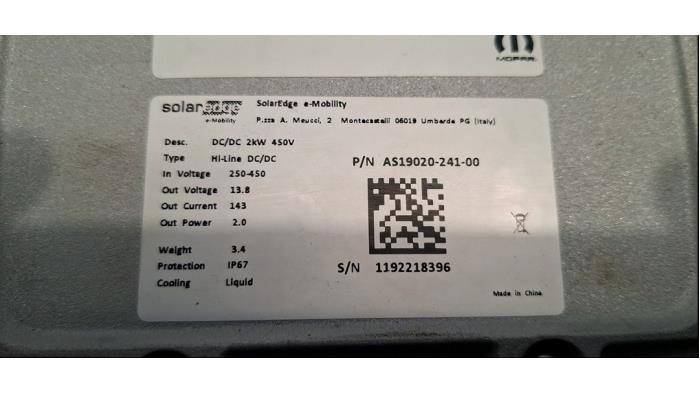 MOPAR
solaredge
e-Mobility
SolarEdge e-Mobility
P.zza A. Meucci, 2 Montecastelli 06019 Umbarda PG (Italy)
Desc. DC/DC 2kW 450V
Type Hi-Line DC/DC
In Voltage 250-450
Out Voltage 13.8
Out Current 143
Out Power 2.0
Weight 3.4
Protection IP67
Cooling Liquid
P/N AS19020-241-00
S/N 1192218396
Made in China